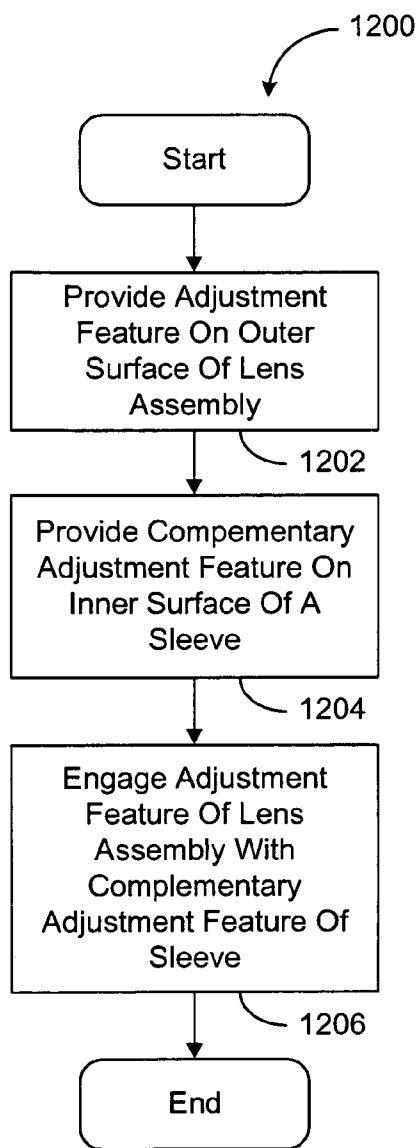 1200
Start
Provide Adjustment
Feature On Outer
Surface Of Lens
Assembly
1202
Provide Compementary
Adjustment Feature On
Inner Surface Of A
Sleeve
1204
Engage Adjustment
Feature Of Lens
Assembly With
Complementary
Adjustment Feature Of
Sleeve
1206
End